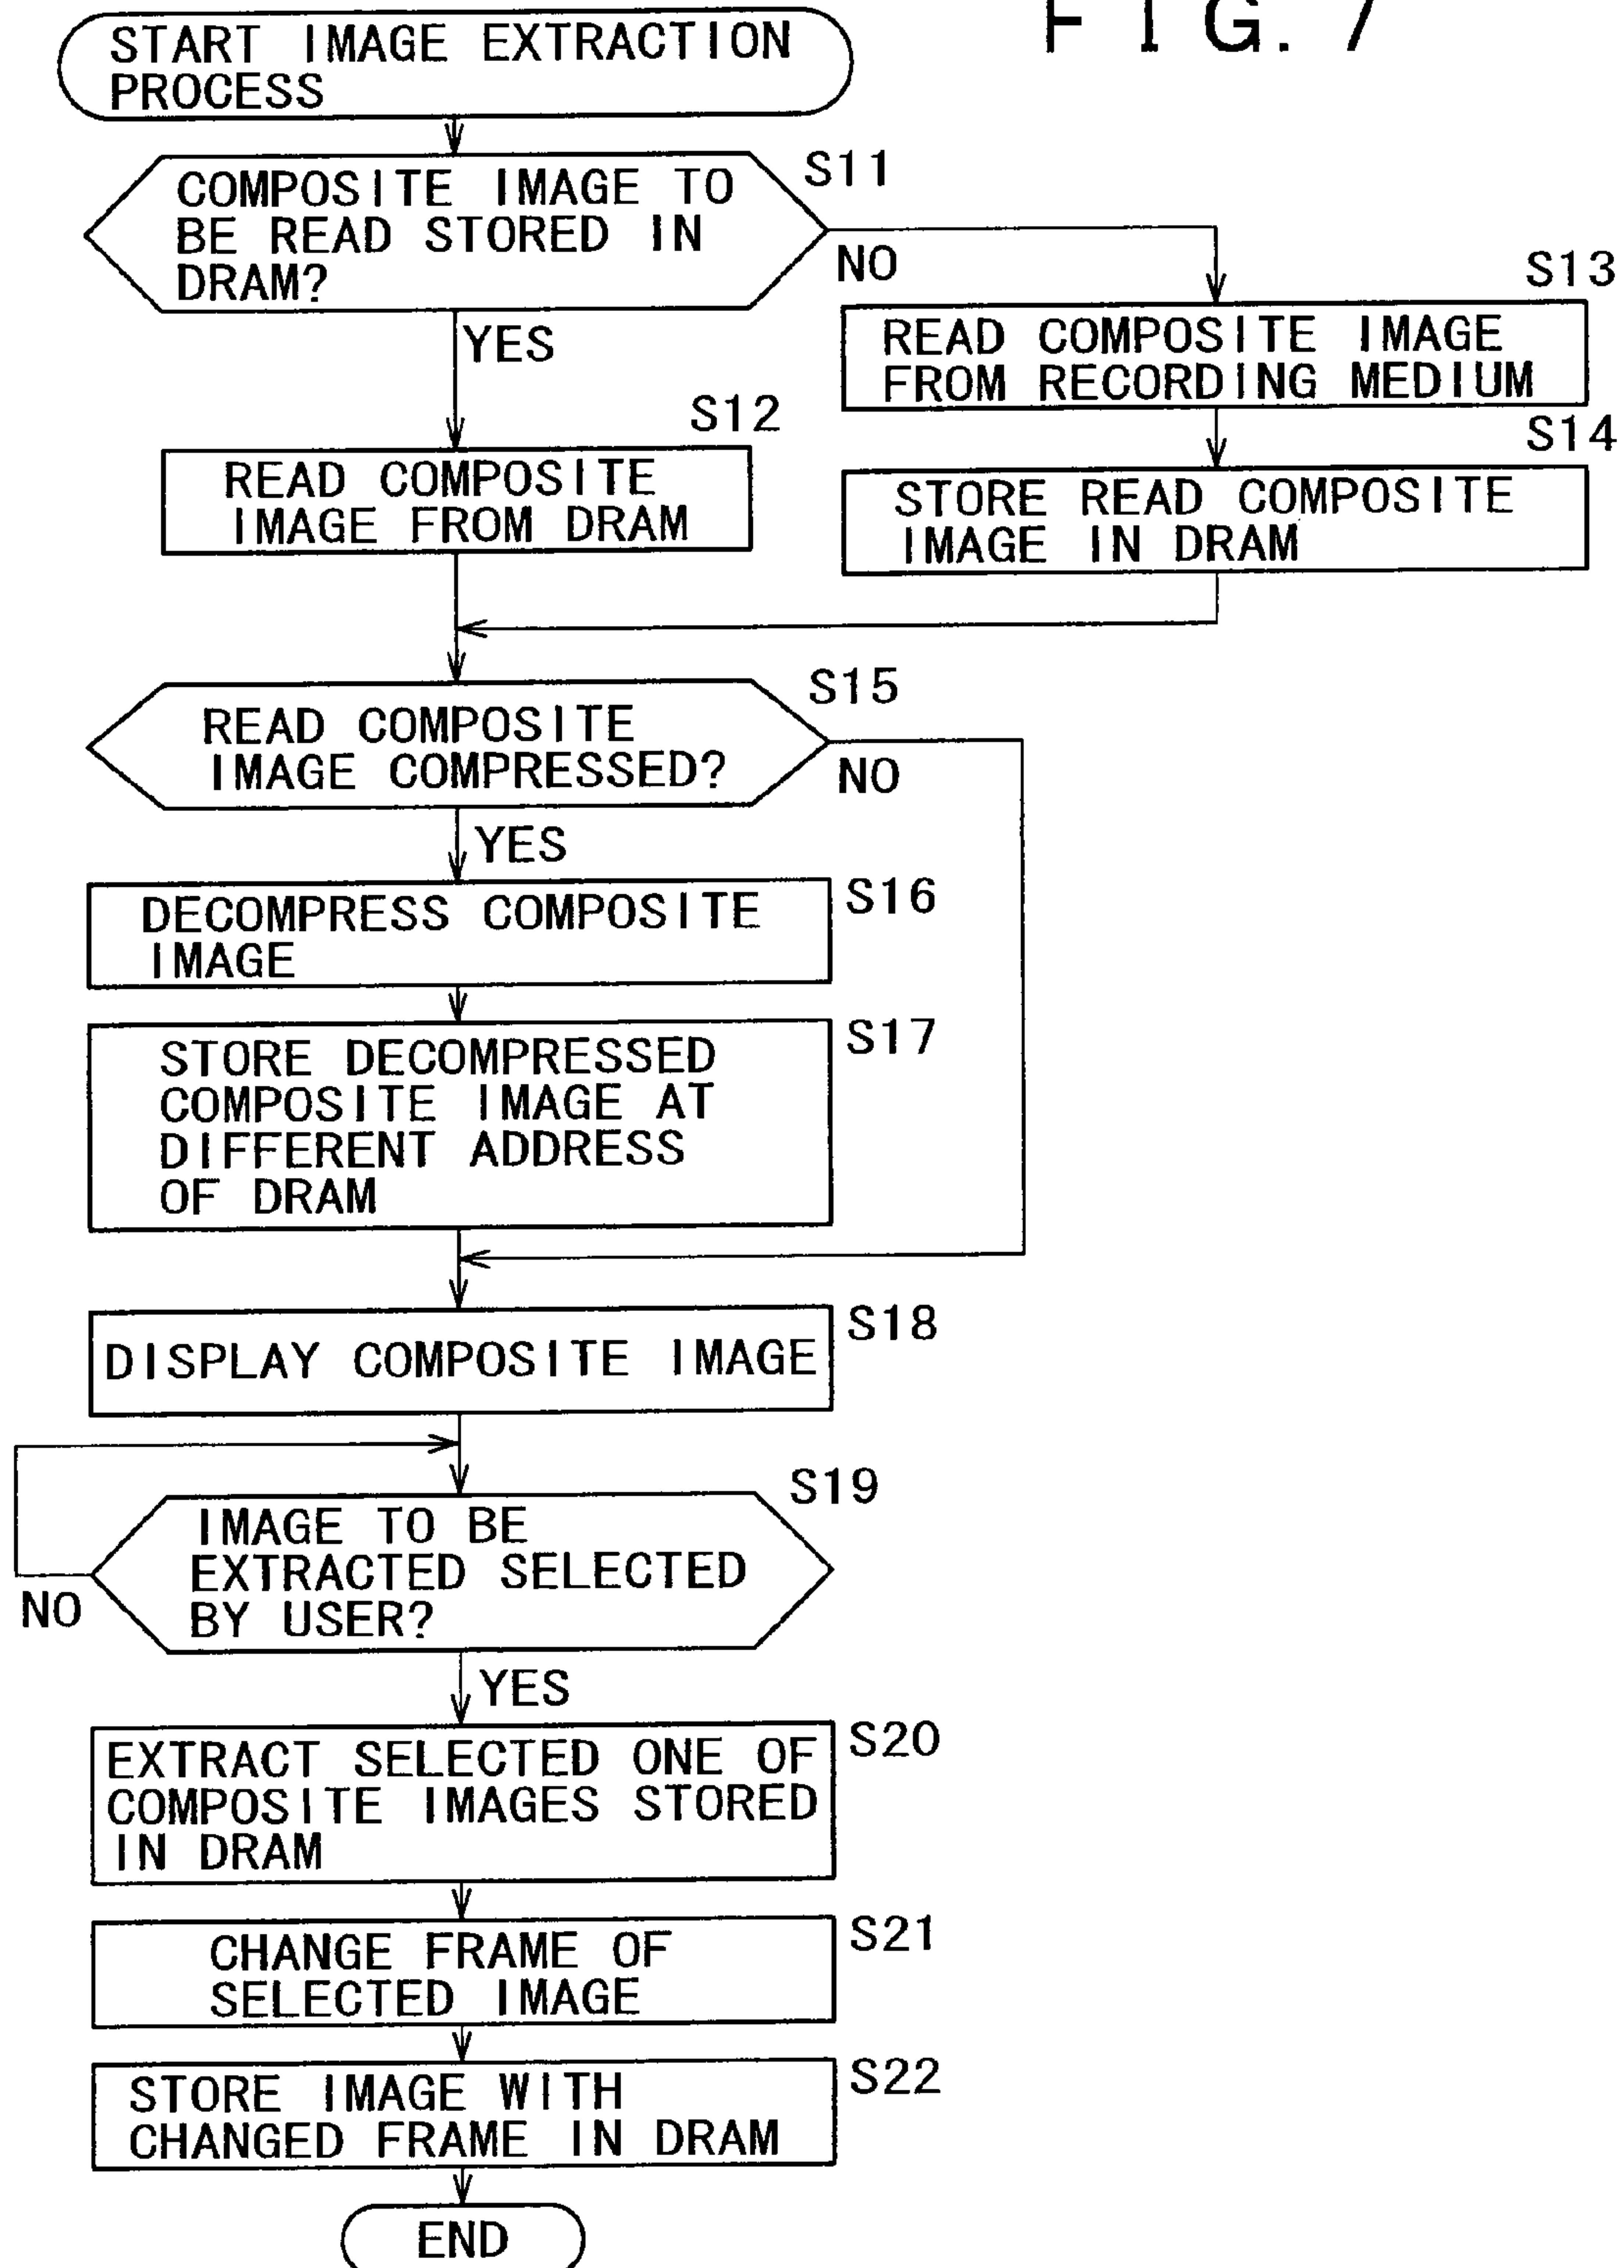 FIG. 7
START IMAGE EXTRACTION
PROCESS
S11
COMPOSITE IMAGE TO
BE READ STORED IN
DRAM?
NO
YES
S13
READ COMPOSITE IMAGE
FROM RECORDING MEDIUM
S12
READ COMPOSITE
IMAGE FROM DRAM
S14
STORE READ COMPOSITE
IMAGE IN DRAM
S15
READ COMPOSITE
IMAGE COMPRESSED?
NO
YES
S16
DECOMPRESS COMPOSITE
IMAGE
S17
STORE DECOMPRESSED
COMPOSITE IMAGE AT
DIFFERENT ADDRESS
OF DRAM
S18
DISPLAY COMPOSITE IMAGE
S19
IMAGE TO BE
EXTRACTED SELECTED
BY USER?
NO
YES
S20
EXTRACT SELECTED ONE OF
COMPOSITE IMAGES STORED
IN DRAM
S21
CHANGE FRAME OF
SELECTED IMAGE
S22
STORE IMAGE WITH
CHANGED FRAME IN DRAM
END